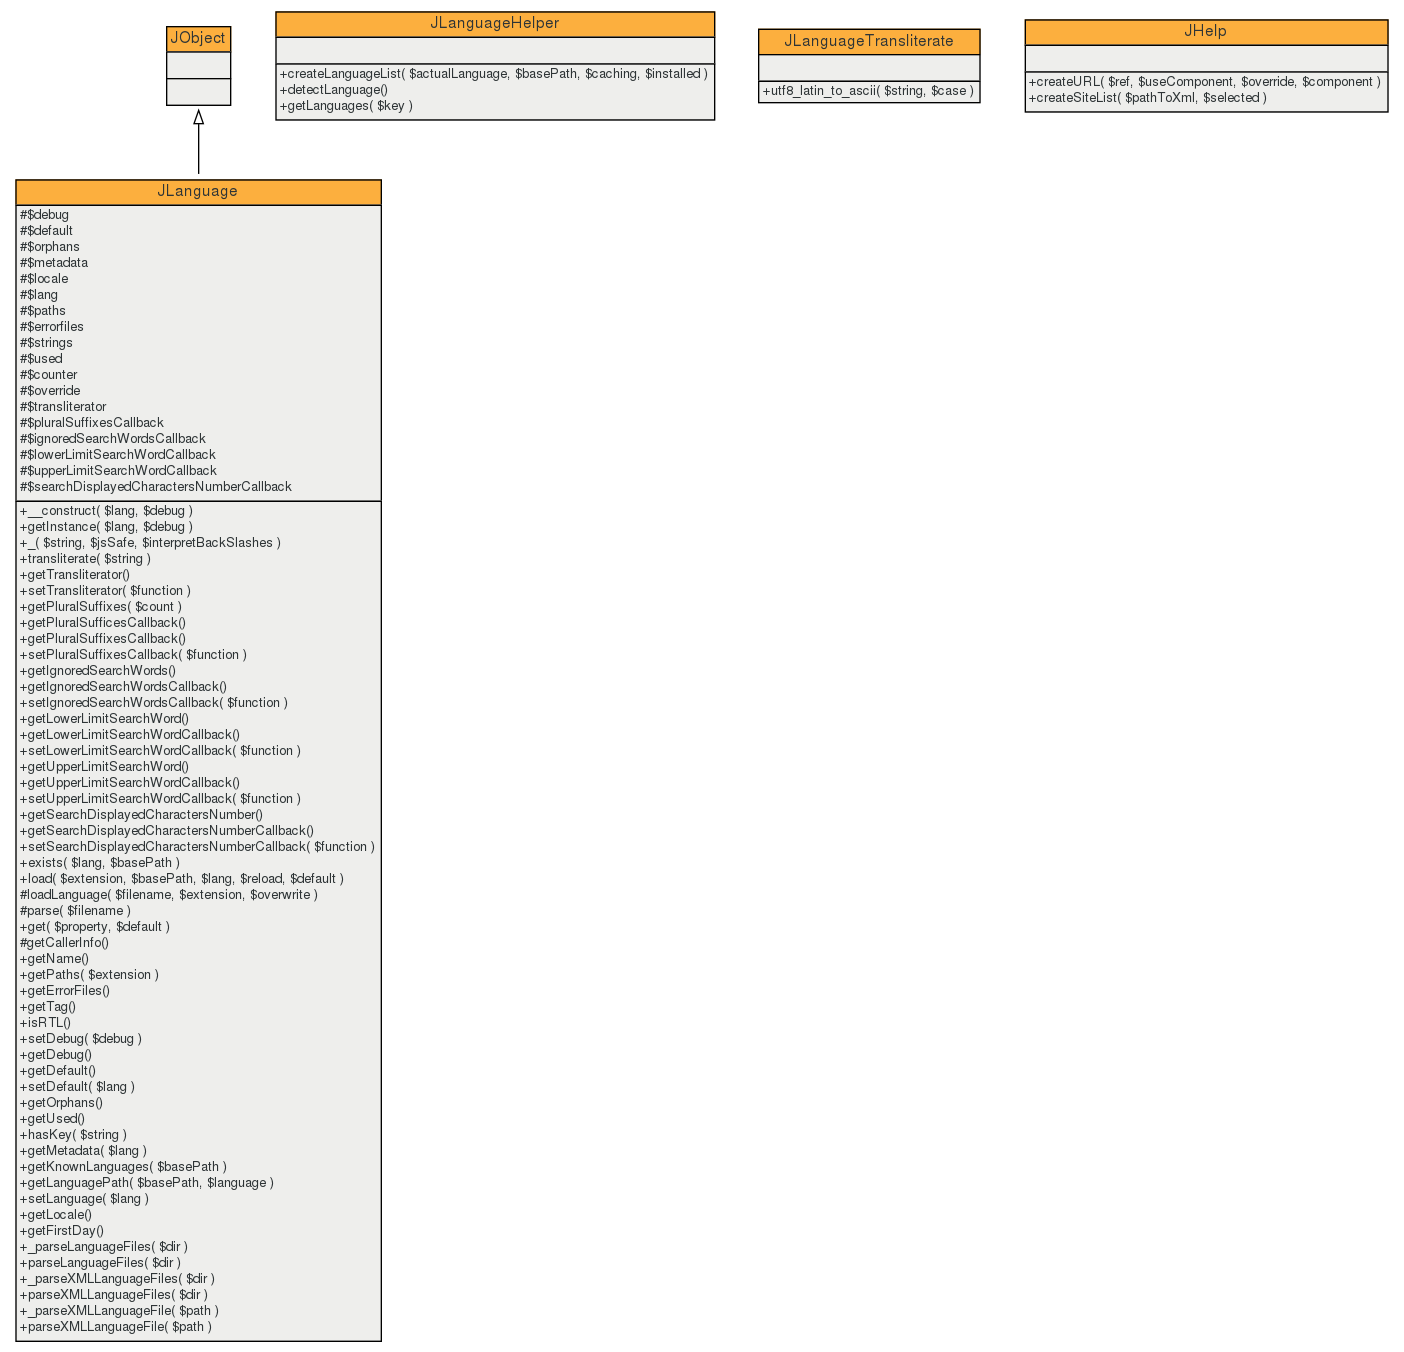 JObject
JLanguageHelper
+createLanguageList( $actualLanguage, $basePath, $caching, $installed )
+detectLanguage()
+getLanguages( $key )
JLanguageTransliterate
+utf8_latin_to_ascii( $string, $case )
JHelp
+createURL( $ref, $useComponent, $override, $component )
+createSiteList( $pathToXml, $selected )
JLanguage
#$debug
#$default
#$orphans
#$metadata
#$locale
#$lang
#$paths
#$errorfiles
#$strings
#$used
#$counter
#$override
#$transliterator
#$pluralSuffixesCallback
#$ignoredSearchWordsCallback
#$lowerLimitSearchWordCallback
#$upperLimitSearchWordCallback
#$searchDisplayedCharactersNumberCallback
+__construct( $lang, $debug )
+getInstance( $lang, $debug )
+_( $string, $jsSafe, $interpretBackSlashes )
+transliterate( $string )
+getTransliterator()
+setTransliterator( $function )
+getPluralSuffixes( $count )
+getPluralSufficesCallback()
+getPluralSuffixesCallback()
+setPluralSuffixesCallback( $function )
+getIgnoredSearchWords()
+getIgnoredSearchWordsCallback()
+setIgnoredSearchWordsCallback( $function )
+getLowerLimitSearchWord()
+getLowerLimitSearchWordCallback()
+setLowerLimitSearchWordCallback( $function )
+getUpperLimitSearchWord()
+getUpperLimitSearchWordCallback()
+setUpperLimitSearchWordCallback( $function )
+getSearchDisplayedCharactersNumber()
+getSearchDisplayedCharactersNumberCallback()
+setSearchDisplayedCharactersNumberCallback( $function )
+exists( $lang, $basePath )
+load( $extension, $basePath, $lang, $reload, $default )
#loadLanguage( $filename, $extension, $overwrite )
#parse( $filename )
+get( $property, $default )
#getCallerInfo()
+getName()
+getPaths( $extension )
+getErrorFiles()
+getTag()
+isRTL()
+setDebug( $debug )
+getDebug()
+getDefault()
+setDefault( $lang )
+getOrphans()
+getUsed()
+hasKey( $string )
+getMetadata( $lang )
+getKnownLanguages( $basePath )
+getLanguagePath( $basePath, $language )
+setLanguage( $lang )
+getLocale()
+getFirstDay()
+_parseLanguageFiles( $dir )
+parseLanguageFiles( $dir )
+_parseXMLLanguageFiles( $dir )
+parseXMLLanguageFiles( $dir )
+_parseXMLLanguageFile( $path )
+parseXMLLanguageFile( $path )